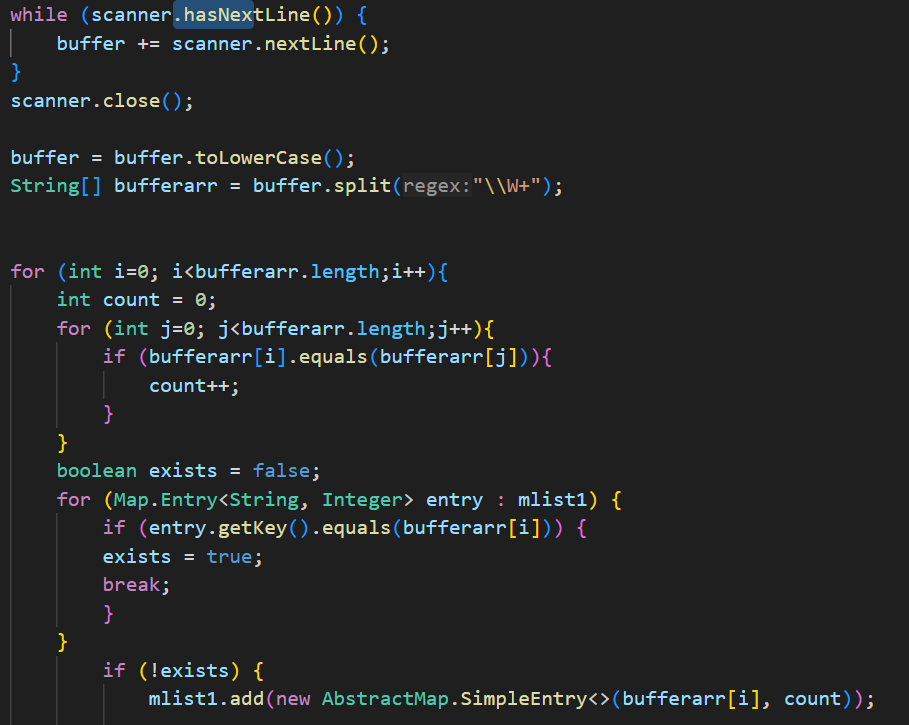 while (scanner.hasNextLine()) {
    buffer += scanner.nextLine();
}
scanner.close();

buffer = buffer.toLowerCase();
String[] bufferarr = buffer.split(regex:"\\W+");


for (int i=0; i<bufferarr.length;i++){
    int count = 0;
    for (int j=0; j<bufferarr.length;j++){
        if (bufferarr[i].equals(bufferarr[j])){
            count++;
        }
    }
    boolean exists = false;
    for (Map.Entry<String, Integer> entry : mlist1) {
        if (entry.getKey().equals(bufferarr[i])) {
        exists = true;
        break;
        }
    }
        if (!exists) {
            mlist1.add(new AbstractMap.SimpleEntry<>(bufferarr[i], count));